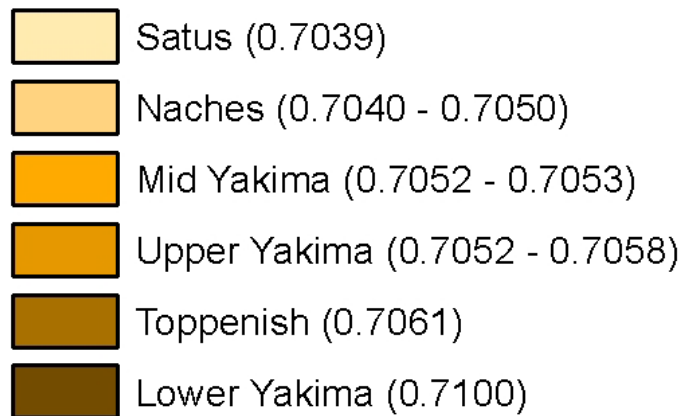 Satus (0.7039)
Naches (0.7040 - 0.7050)
Mid Yakima (0.7052 - 0.7053)
Upper Yakima (0.7052 - 0.7058)
Toppenish (0.7061)
Lower Yakima (0.7100)